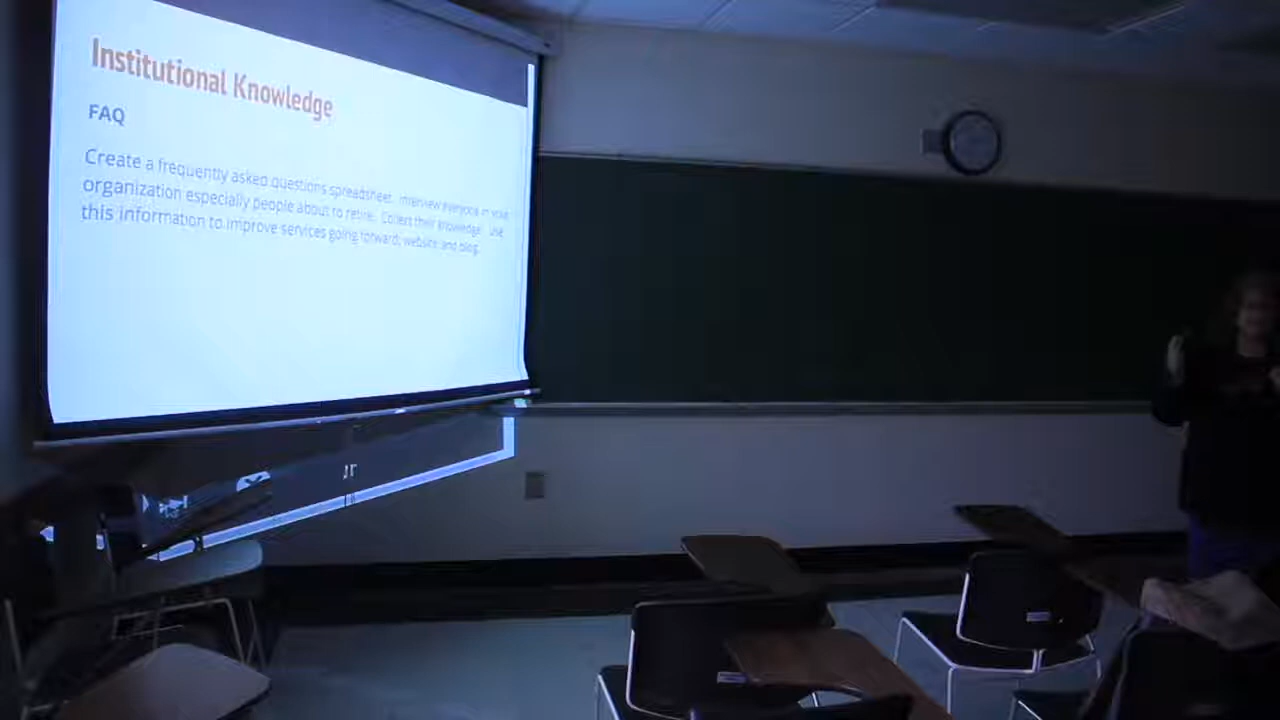 Institutional Knowledge
FAQ
Create a frequently asked questions spreadsheet. Interview everyone in your
organization especially people about to retire. Collect their knowledge. Use
this information to improve services going forward, website and blog.